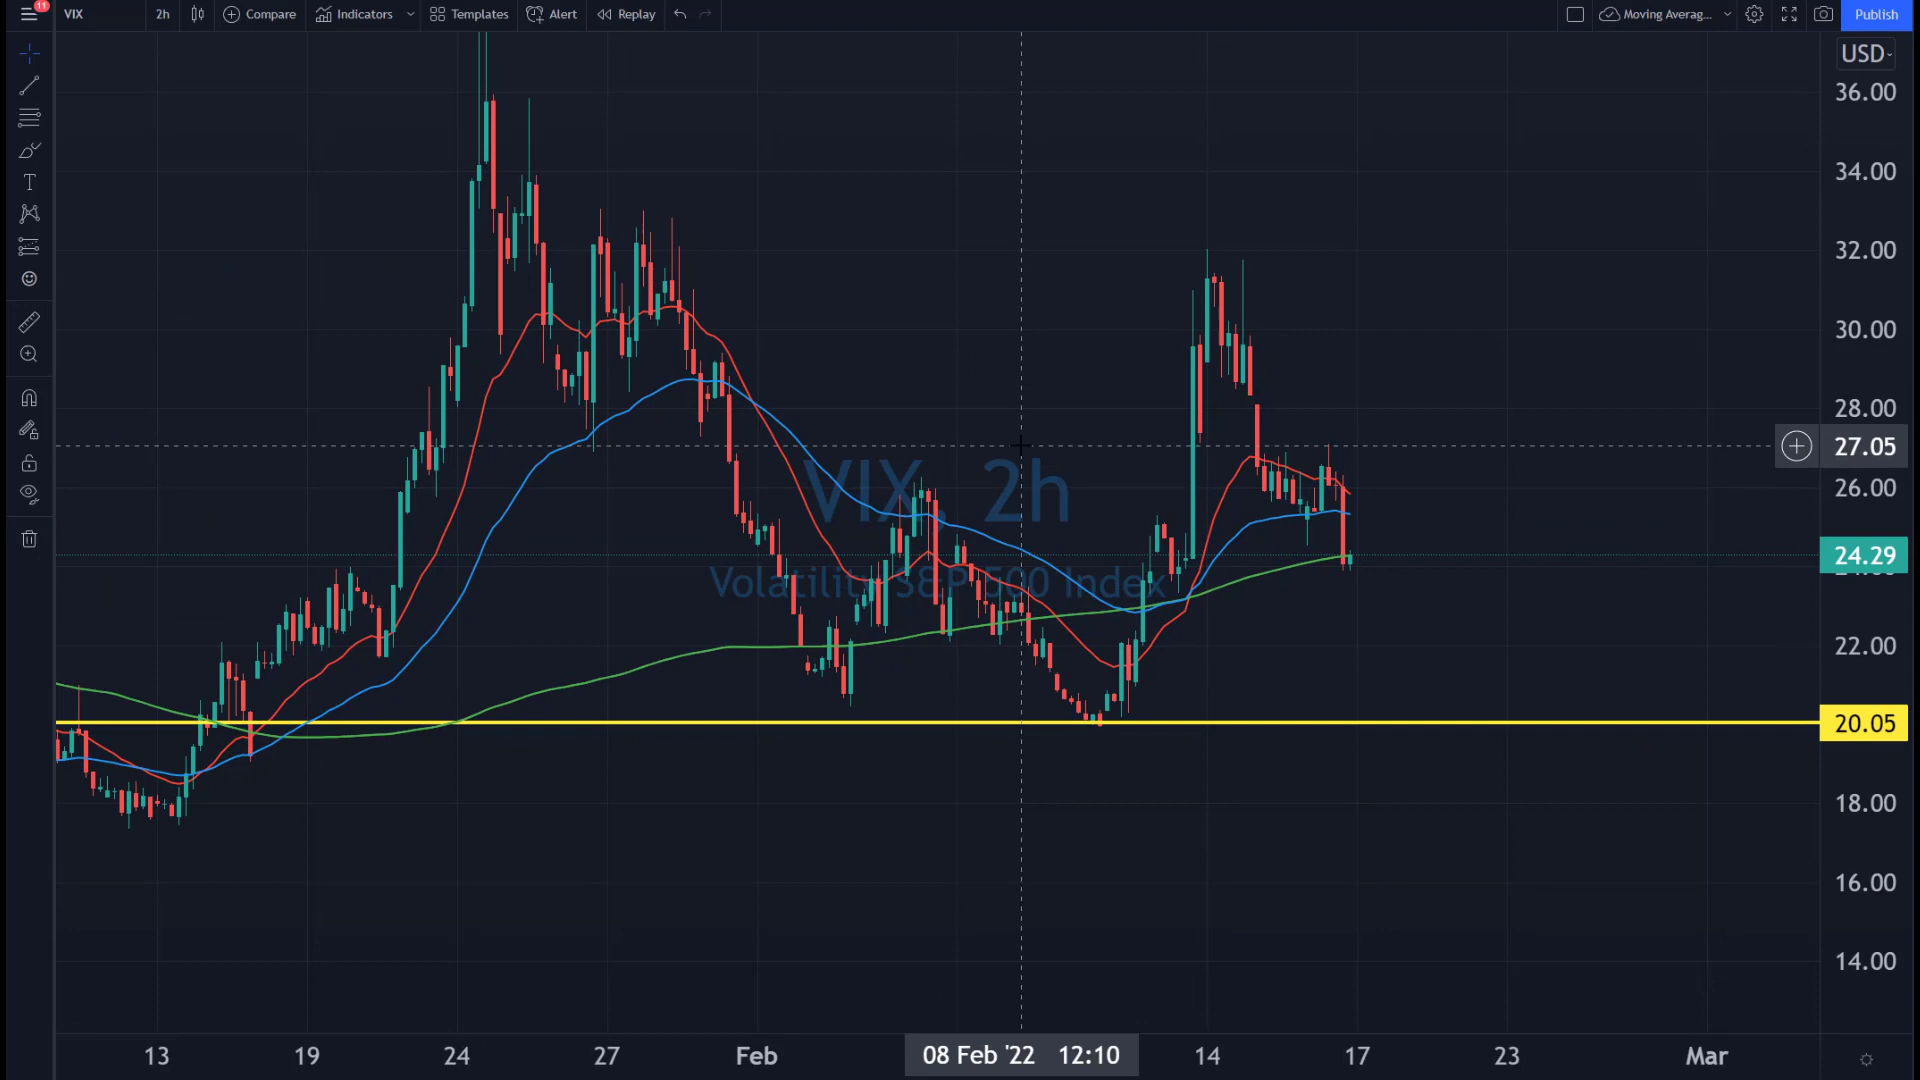 11
VIX 2h Compare Indicators Templates Alert Replay Moving Averag... Publish
USD
36.00
34.00
32.00
30.00
28.00
27.05
26.00
VIX, 2h
24.29
Volatility S&P 500 Index
22.00
20.05
18.00
16.00
14.00
13 19 24 27 Feb 08 Feb '22 12:10 14 17 23 Mar